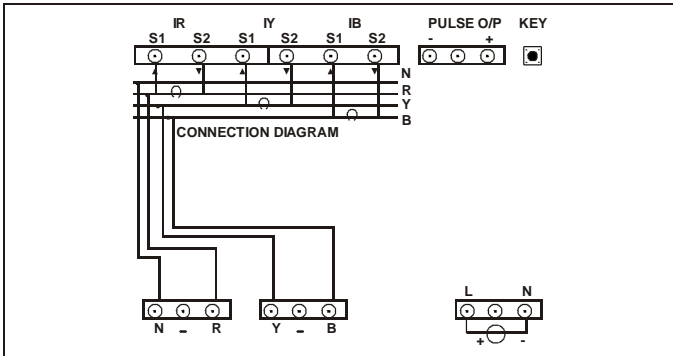 IR IY IB PULSE O/P KEY
S1 S2 S1 S2 S1 S2 - +
N
R
Y
B
CONNECTION DIAGRAM
L N
N - R Y - B
+ -